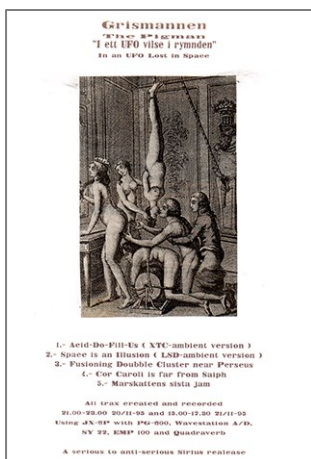 Grismannen
The Pigman
"I ett UFO vilse i rymnden"
In an UFO Lost in Space
1.- Acid-Do-Fill-Us ( XTC-ambient version )
2.- Space is an Illusion ( LSD-ambient version )
3.- Fusioning Doubble Cluster near Perseus
4.- Cor Caroli is far from Saiph
5.- Marskattens sista jam
All trax created and recorded
21.00-22.00 20/11-95 and 15.00-17.30 21/11-95
Using JX-8P with PG-800, Wavestation A/D,
SY 22, EMP 100 and Quadraverb
A serious to anti-serious Sirius realease